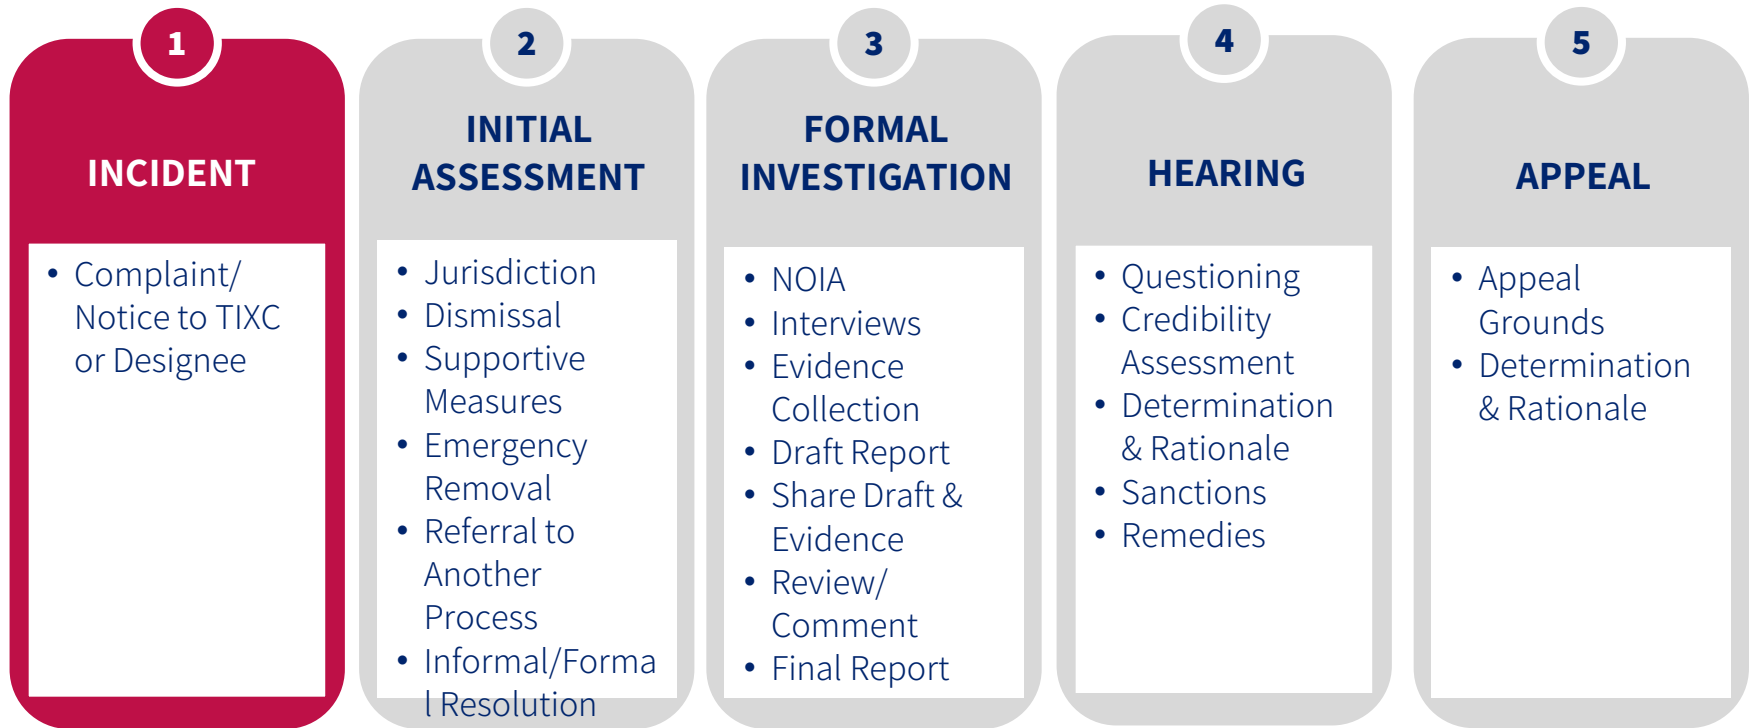 1
INCIDENT
• Complaint/
Notice to TIXC
or Designee
2
INITIAL
ASSESSMENT
• Jurisdiction
• Dismissal
• Supportive
Measures
• Emergency
Removal
• Referral to
Another
Process
• Informal/Forma
l Resolution
3
FORMAL
INVESTIGATION
• NOIA
• Interviews
• Evidence
Collection
• Draft Report
• Share Draft &
Evidence
• Review/
Comment
• Final Report
4
HEARING
• Questioning
• Credibility
Assessment
• Determination
& Rationale
• Sanctions
• Remedies
5
APPEAL
• Appeal
Grounds
• Determination
& Rationale